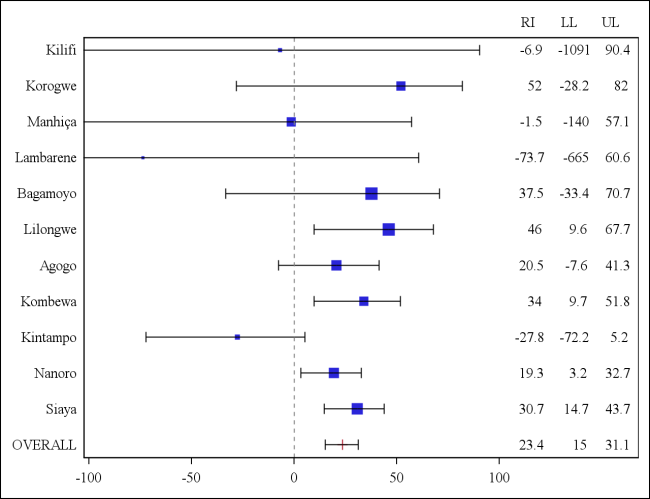 RI LL UL
Kilifi -6.9 -1091 90.4
Korogwe 52 -28.2 82
Manhiça -1.5 -140 57.1
Lambarene -73.7 -665 60.6
Bagamoyo 37.5 -33.4 70.7
Lilongwe 46 9.6 67.7
Agogo 20.5 -7.6 41.3
Kombewa 34 9.7 51.8
Kintampo -27.8 -72.2 5.2
Nanoro 19.3 3.2 32.7
Siaya 30.7 14.7 43.7
OVERALL 23.4 15 31.1
-100 -50 0 50 100